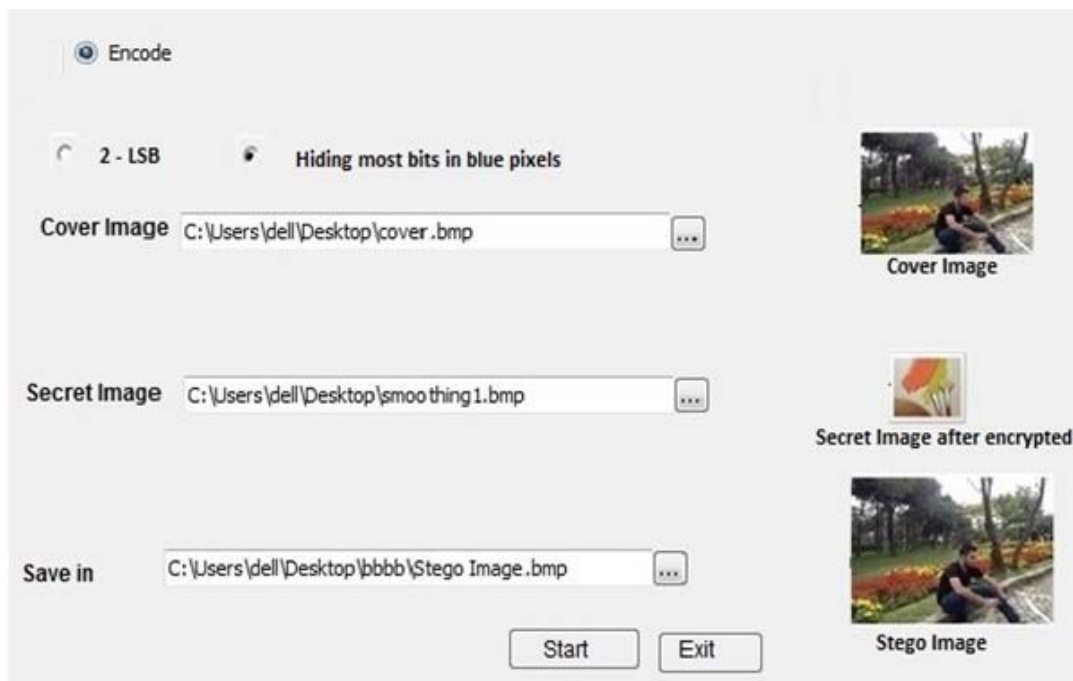 Encode
2 - LSB
Hiding most bits in blue pixels
Cover Image C:\Users\dell\Desktop\cover.bmp ...
Cover Image
Secret Image C:\Users\dell\Desktop\smoothing1.bmp ...
Secret Image after encrypted
Save in C:\Users\dell\Desktop\bbbb\Stego Image.bmp ...
Stego Image
Start Exit